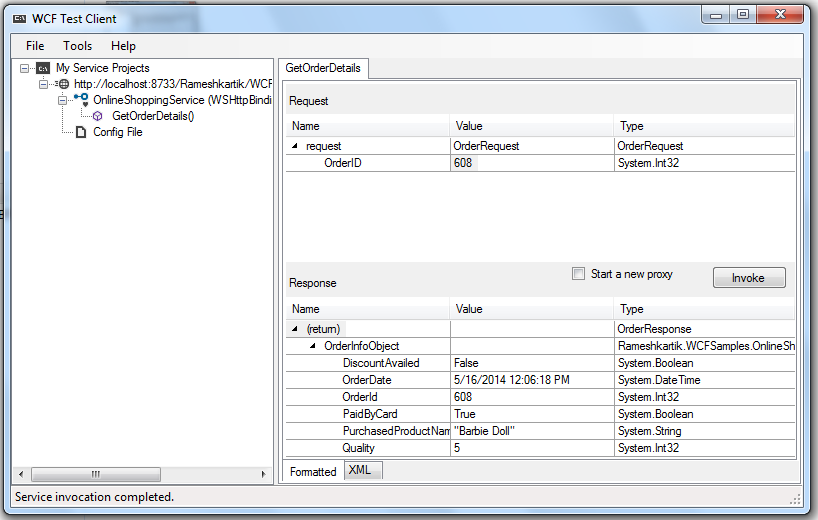 WCF Test Client
File Tools Help
My Service Projects
http://localhost:8733/Rameshkartik/WCF
OnlineShoppingService (WSHttpBindi
GetOrderDetails()
Config File
GetOrderDetails
Request
Name Value Type
request OrderRequest OrderRequest
OrderID 608 System.Int32
Start a new proxy Invoke
Response
Name Value Type
(return) OrderResponse
OrderInfoObject Rameshkartik.WCFSamples.OnlineSh
DiscountAvailed False System.Boolean
OrderDate 5/16/2014 12:06:18 PM System.DateTime
OrderId 608 System.Int32
PaidByCard True System.Boolean
PurchasedProductNam "Barbie Doll" System.String
Quality 5 System.Int32
Formatted XML
Service invocation completed.